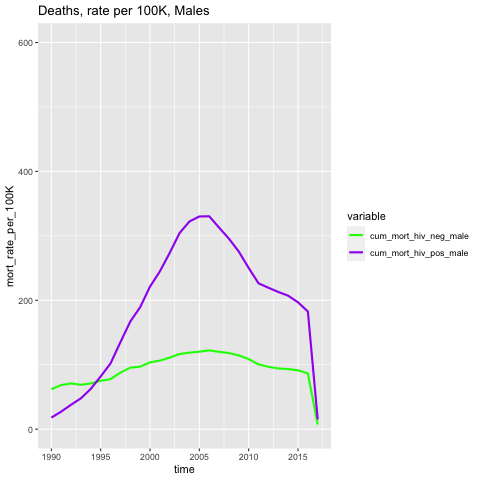 Deaths, rate per 100K, Males
600
400
200
0
mort_rate_per_100K
1990 1995 2000 2005 2010 2015
time
variable
cum_mort_hiv_neg_male
cum_mort_hiv_pos_male